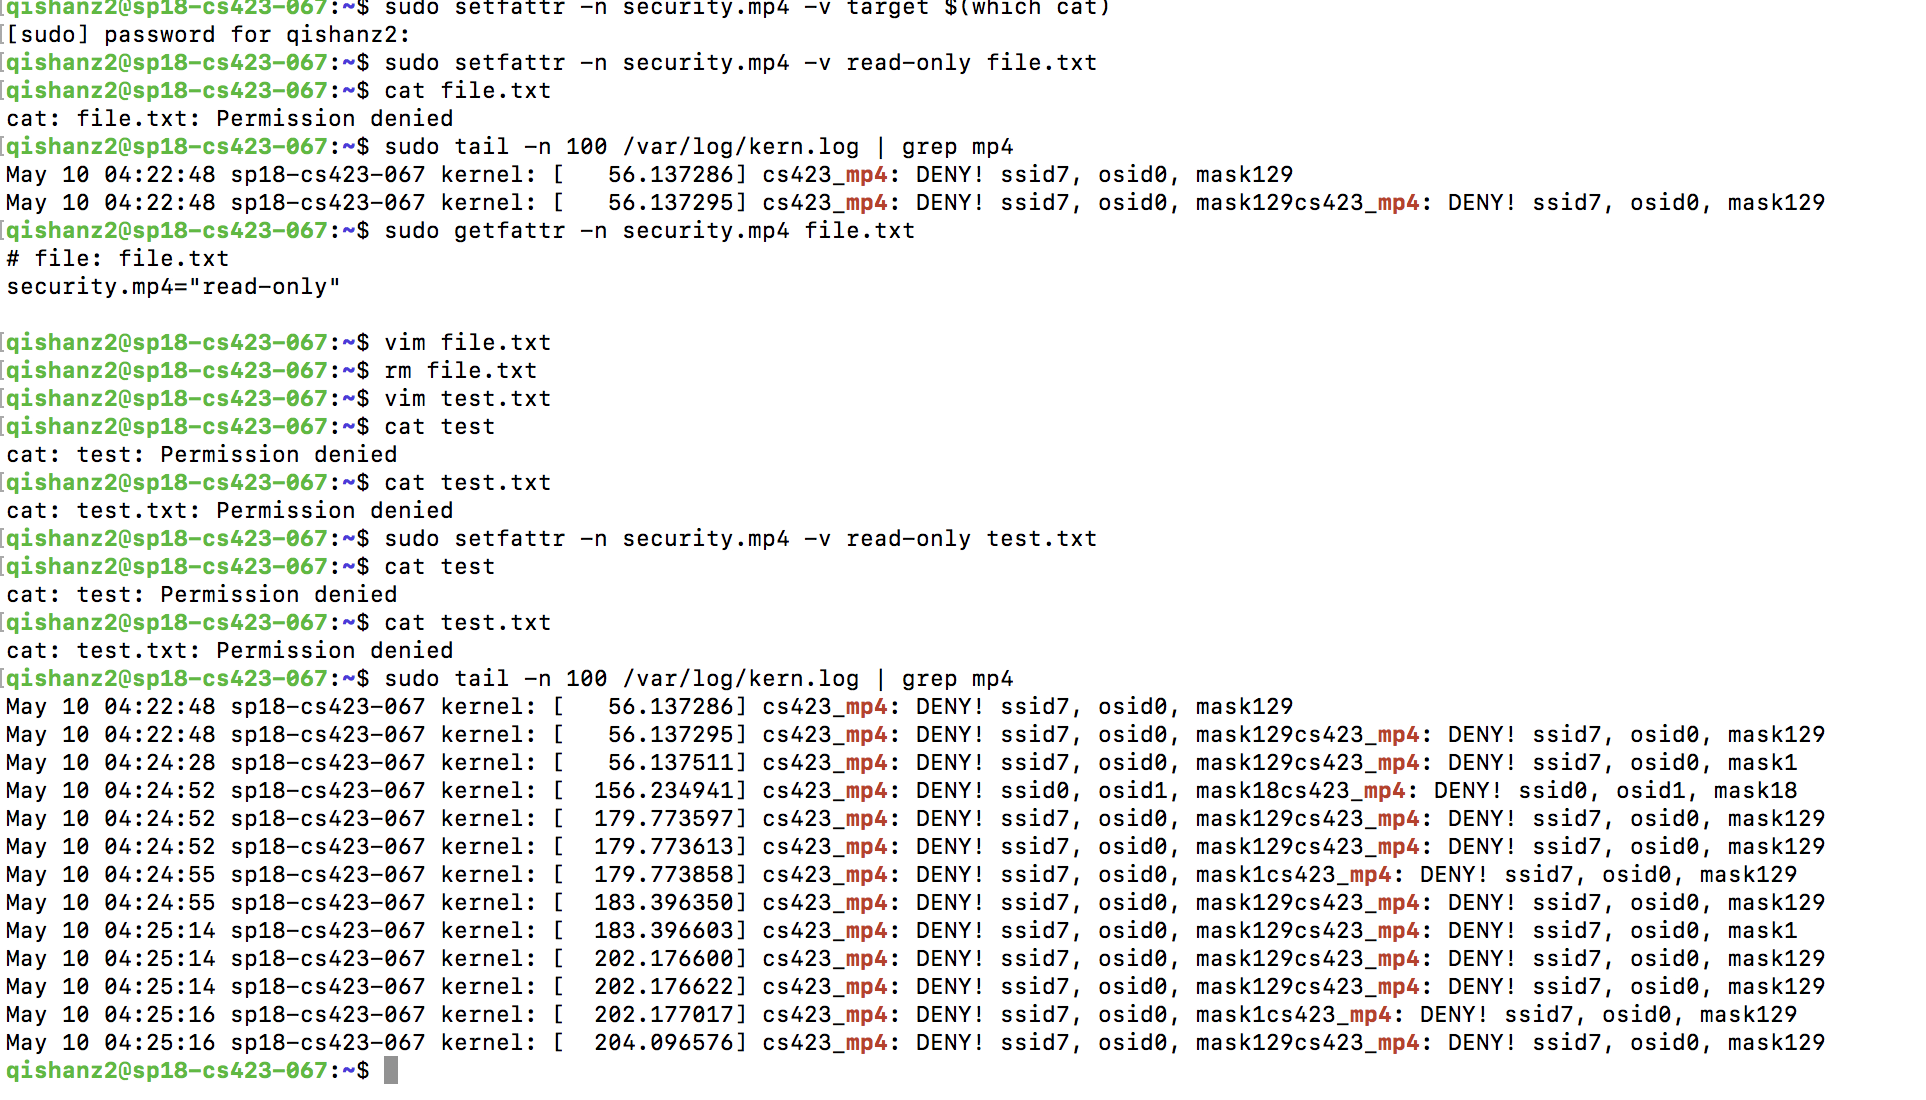 [qishanz2@sp18-cs423-067:~$ sudo setfattr -n security.mp4 -v target $(which cat)
[[sudo] password for qishanz2:
[qishanz2@sp18-cs423-067:~$ sudo setfattr -n security.mp4 -v read-only file.txt
[qishanz2@sp18-cs423-067:~$ cat file.txt
cat: file.txt: Permission denied
[qishanz2@sp18-cs423-067:~$ sudo tail -n 100 /var/log/kern.log | grep mp4
May 10 04:22:48 sp18-cs423-067 kernel: [   56.137286] cs423_mp4: DENY! ssid7, osid0, mask129
May 10 04:22:48 sp18-cs423-067 kernel: [   56.137295] cs423_mp4: DENY! ssid7, osid0, mask129cs423_mp4: DENY! ssid7, osid0, mask129
[qishanz2@sp18-cs423-067:~$ sudo getfattr -n security.mp4 file.txt
# file: file.txt
security.mp4="read-only"
[qishanz2@sp18-cs423-067:~$ vim file.txt
[qishanz2@sp18-cs423-067:~$ rm file.txt
[qishanz2@sp18-cs423-067:~$ vim test.txt
[qishanz2@sp18-cs423-067:~$ cat test
cat: test: Permission denied
[qishanz2@sp18-cs423-067:~$ cat test.txt
cat: test.txt: Permission denied
[qishanz2@sp18-cs423-067:~$ sudo setfattr -n security.mp4 -v read-only test.txt
[qishanz2@sp18-cs423-067:~$ cat test
cat: test: Permission denied
[qishanz2@sp18-cs423-067:~$ cat test.txt
cat: test.txt: Permission denied
[qishanz2@sp18-cs423-067:~$ sudo tail -n 100 /var/log/kern.log | grep mp4
May 10 04:22:48 sp18-cs423-067 kernel: [   56.137286] cs423_mp4: DENY! ssid7, osid0, mask129
May 10 04:22:48 sp18-cs423-067 kernel: [   56.137295] cs423_mp4: DENY! ssid7, osid0, mask129cs423_mp4: DENY! ssid7, osid0, mask129
May 10 04:24:28 sp18-cs423-067 kernel: [   56.137511] cs423_mp4: DENY! ssid7, osid0, mask129cs423_mp4: DENY! ssid7, osid0, mask1
May 10 04:24:52 sp18-cs423-067 kernel: [  156.234941] cs423_mp4: DENY! ssid0, osid1, mask18cs423_mp4: DENY! ssid0, osid1, mask18
May 10 04:24:52 sp18-cs423-067 kernel: [  179.773597] cs423_mp4: DENY! ssid7, osid0, mask129cs423_mp4: DENY! ssid7, osid0, mask129
May 10 04:24:52 sp18-cs423-067 kernel: [  179.773613] cs423_mp4: DENY! ssid7, osid0, mask129cs423_mp4: DENY! ssid7, osid0, mask129
May 10 04:24:55 sp18-cs423-067 kernel: [  179.773858] cs423_mp4: DENY! ssid7, osid0, mask1cs423_mp4: DENY! ssid7, osid0, mask129
May 10 04:24:55 sp18-cs423-067 kernel: [  183.396350] cs423_mp4: DENY! ssid7, osid0, mask129cs423_mp4: DENY! ssid7, osid0, mask129
May 10 04:25:14 sp18-cs423-067 kernel: [  183.396603] cs423_mp4: DENY! ssid7, osid0, mask129cs423_mp4: DENY! ssid7, osid0, mask1
May 10 04:25:14 sp18-cs423-067 kernel: [  202.176600] cs423_mp4: DENY! ssid7, osid0, mask129cs423_mp4: DENY! ssid7, osid0, mask129
May 10 04:25:14 sp18-cs423-067 kernel: [  202.176622] cs423_mp4: DENY! ssid7, osid0, mask129cs423_mp4: DENY! ssid7, osid0, mask129
May 10 04:25:16 sp18-cs423-067 kernel: [  202.177017] cs423_mp4: DENY! ssid7, osid0, mask1cs423_mp4: DENY! ssid7, osid0, mask129
May 10 04:25:16 sp18-cs423-067 kernel: [  204.096576] cs423_mp4: DENY! ssid7, osid0, mask129cs423_mp4: DENY! ssid7, osid0, mask129
qishanz2@sp18-cs423-067:~$